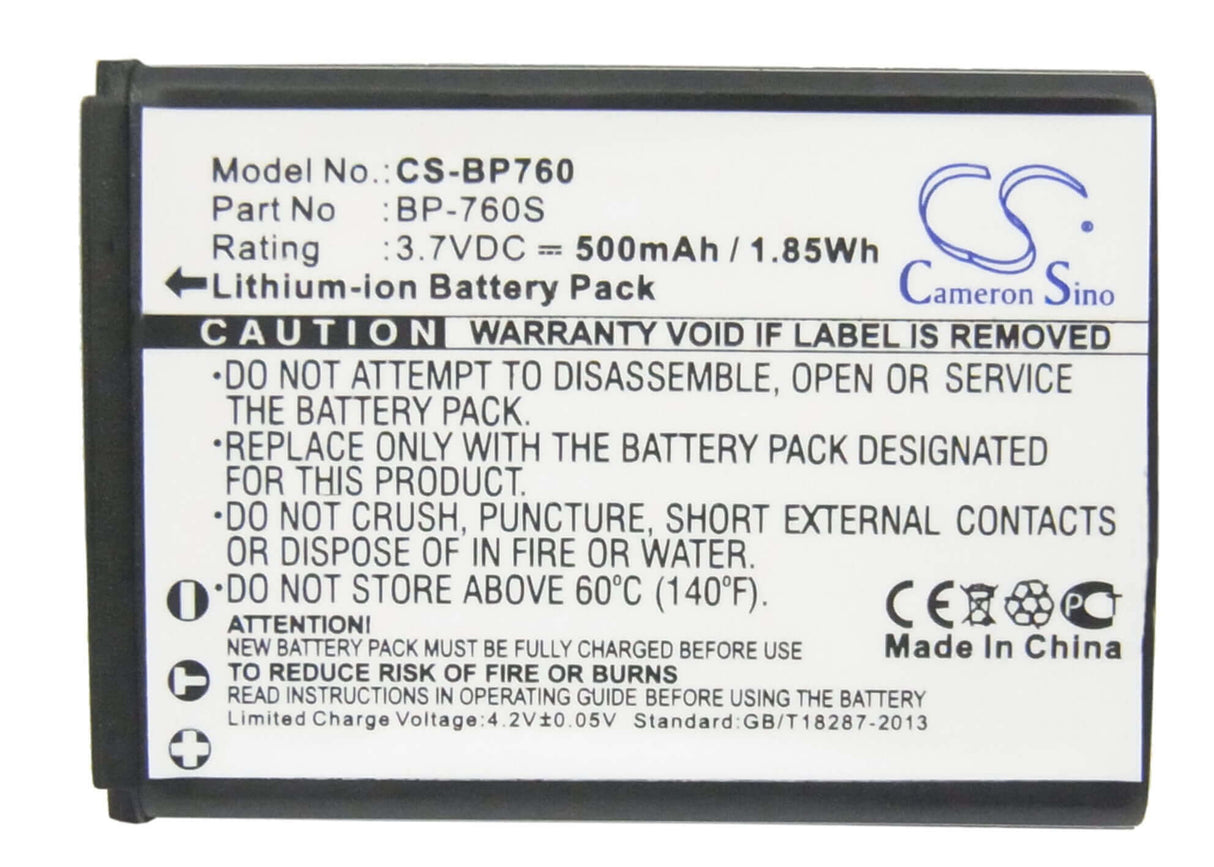 Model No.: CS-BP760
Part No : BP-760S
Rating : 3.7VDC ⎓ 500mAh / 1.85Wh
Lithium-ion Battery Pack
CS
Cameron Sino
CAUTION WARRANTY VOID IF LABEL IS REMOVED
·DO NOT ATTEMPT TO DISASSEMBLE, OPEN OR SERVICE
THE BATTERY PACK.
·REPLACE ONLY WITH THE BATTERY PACK DESIGNATED
FOR THIS PRODUCT.
·DO NOT CRUSH, PUNCTURE, SHORT EXTERNAL CONTACTS
OR DISPOSE OF IN FIRE OR WATER.
·DO NOT STORE ABOVE 60°C (140°F).
ATTENTION!
NEW BATTERY PACK MUST BE FULLY CHARGED BEFORE USE
TO REDUCE RISK OF FIRE OR BURNS
READ INSTRUCTIONS IN OPERATING GUIDE BEFORE USING THE BATTERY
Limited Charge Voltage:4.2V±0.05V Standard:GB/T18287-2013
CE PCT
Made In China